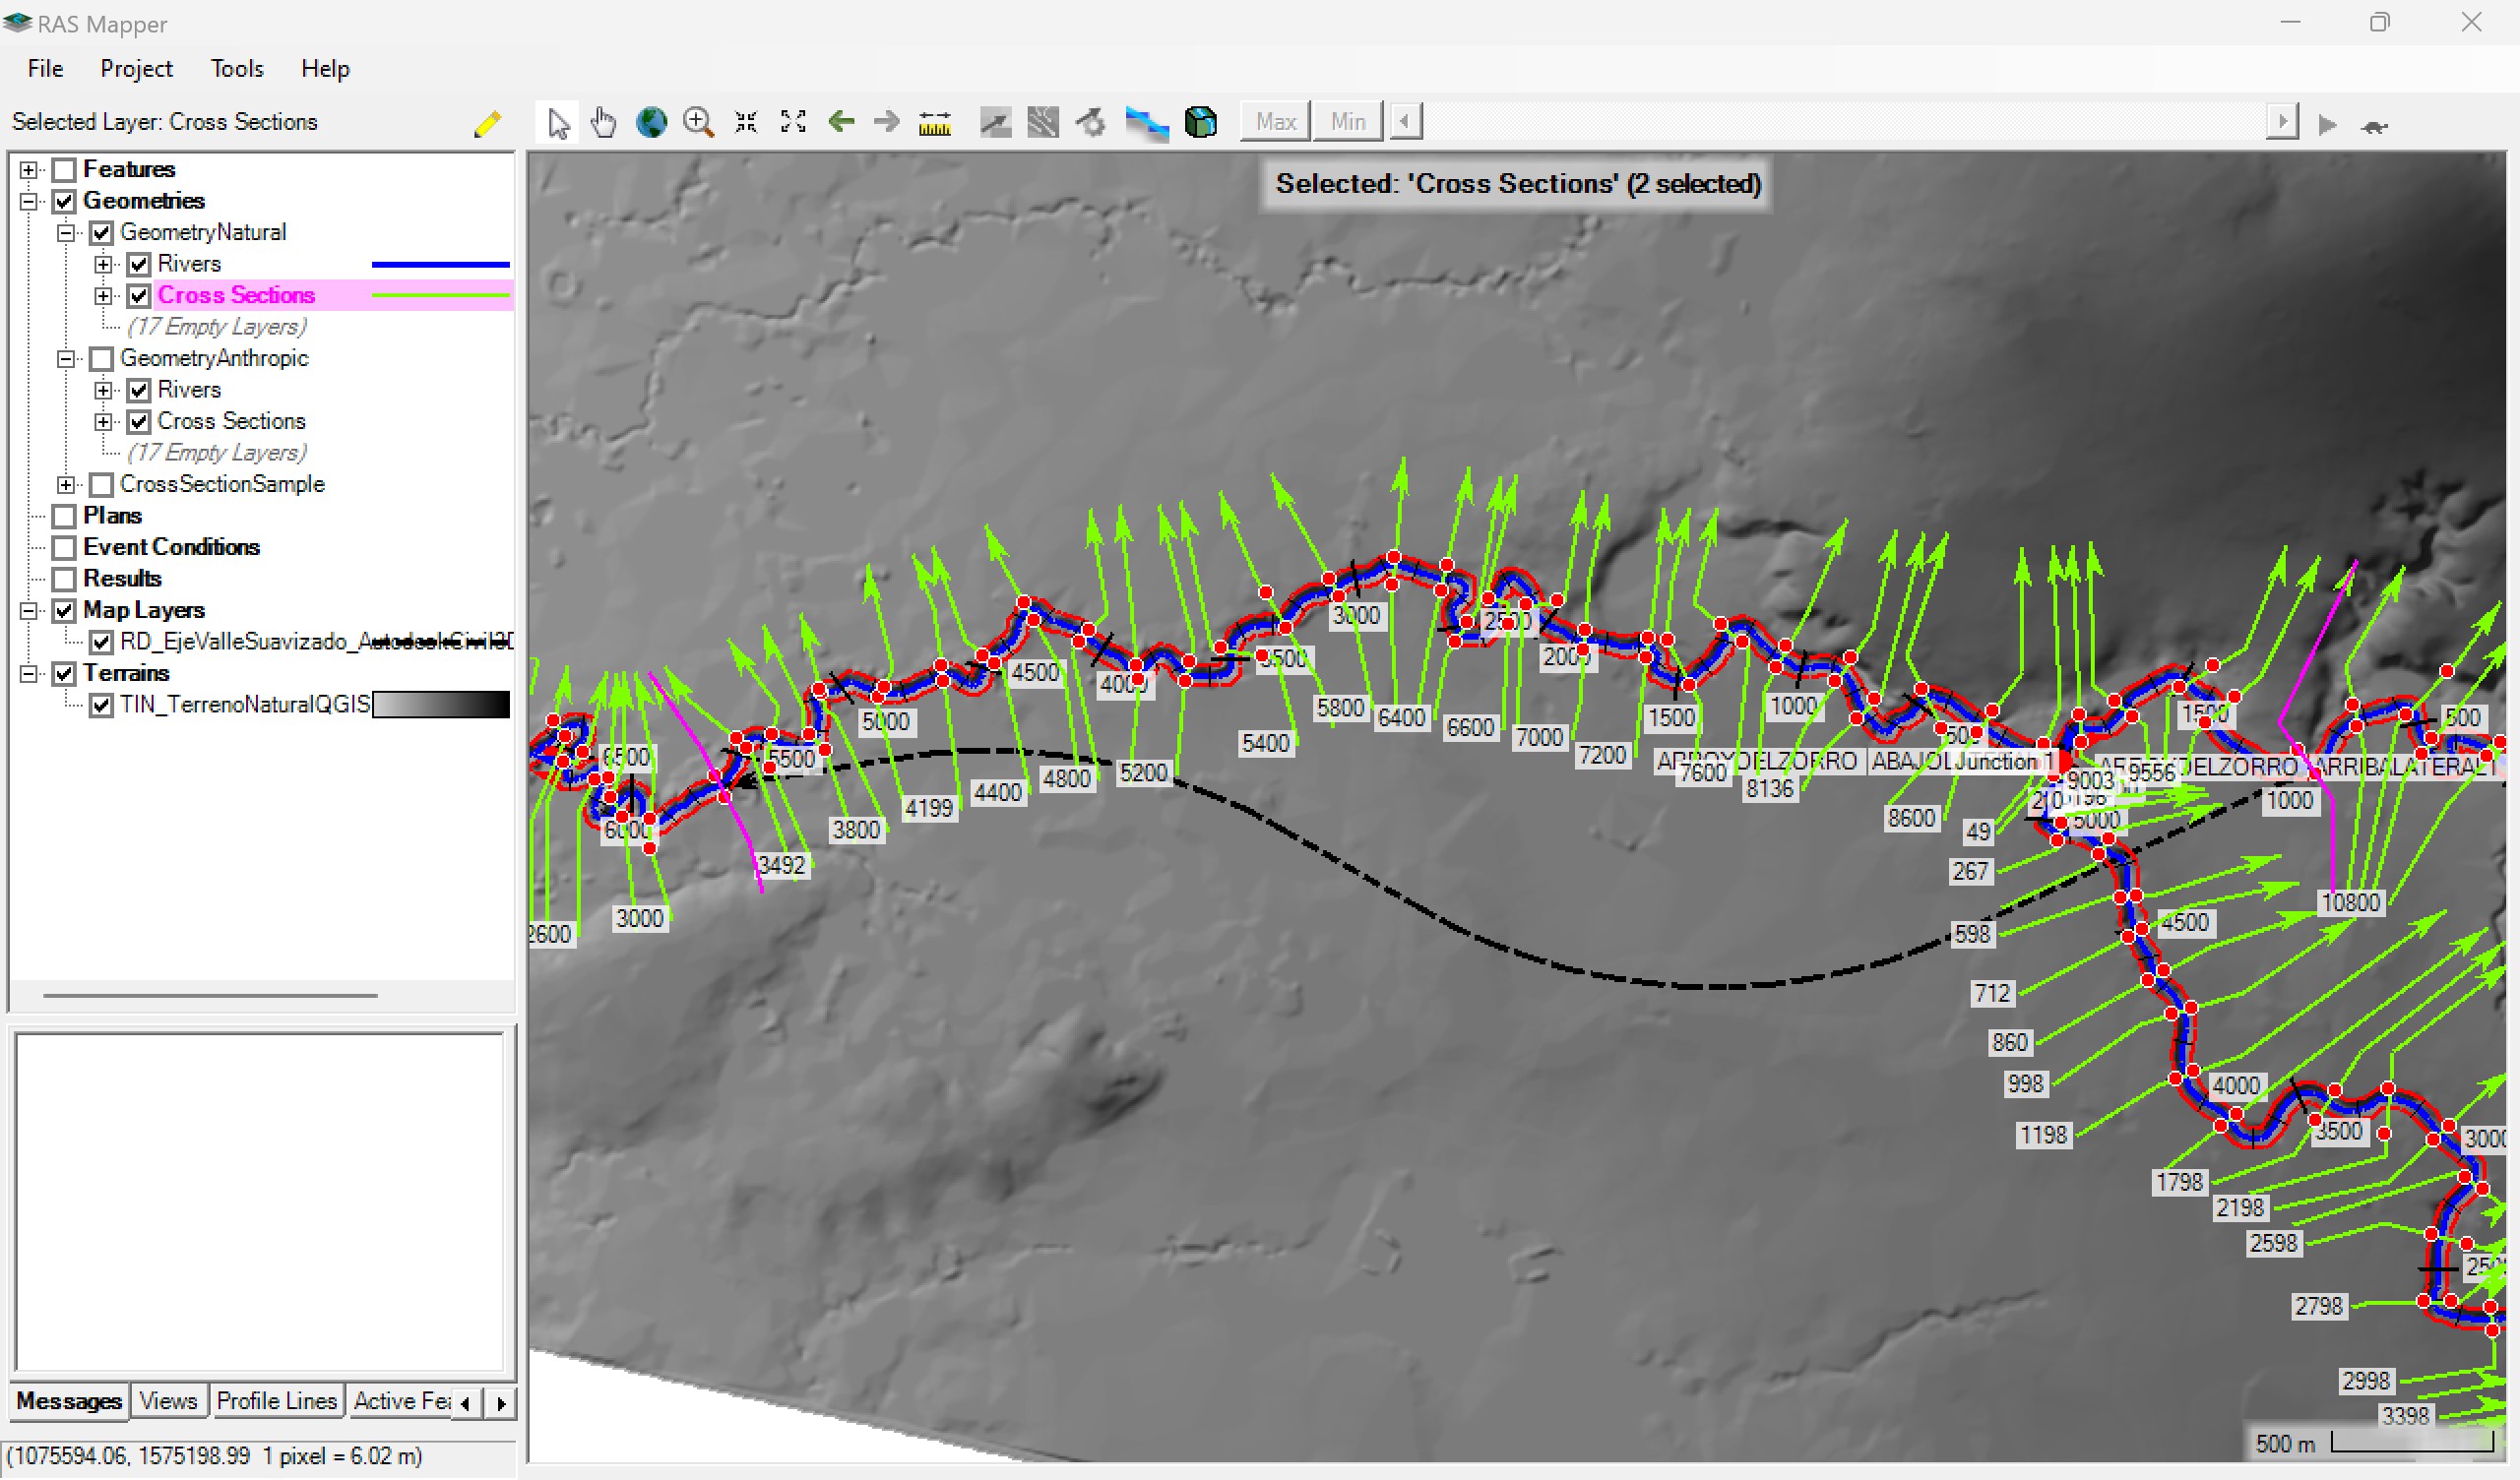 RAS Mapper
File Project Tools Help
Selected Layer: Cross Sections
Max Min
Features
Geometries
GeometryNatural
Rivers
Cross Sections
(17 Empty Layers)
GeometryAnthropic
Rivers
Cross Sections
(17 Empty Layers)
CrossSectionSample
Plans
Event Conditions
Results
Map Layers
RD_EjeValleSuavizado_AutodeskCivil3D
Terrains
TIN_TerrenoNaturalQGIS
Messages Views Profile Lines Active Fea
(1075594.06, 1575198.99 1 pixel = 6.02 m)
Selected: 'Cross Sections' (2 selected)
3000
2500
2000
3500
4500
4000
5000
5800
6400
6600
7000
7200
1500
1000
500
1500
500
5400
5500
6500
ARROYODELZORRO ABAJO Junction 1
ARRIBALATERAL
7600
8136
9003
9556
1000
5200
4800
4400
4199
3800
8600
49
5000
6000
3492
267
10800
3000
2600
598
4500
712
860
998
4000
1198
3500
3000
1798
2198
2598
2798
2998
3398
500 m